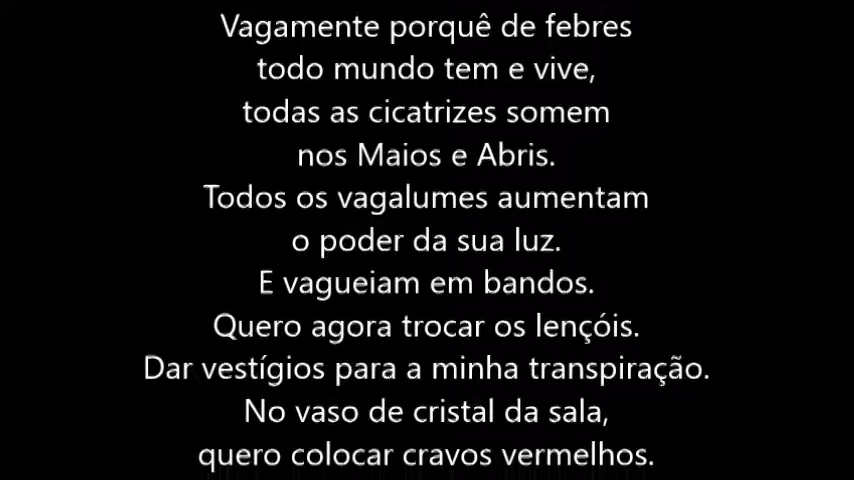 Vagamente porquê de febres
todo mundo tem e vive,
todas as cicatrizes somem
nos Maios e Abris.
Todos os vagalumes aumentam
o poder da sua luz.
E vagueiam em bandos.
Quero agora trocar os lençóis.
Dar vestígios para a minha transpiração.
No vaso de cristal da sala,
quero colocar cravos vermelhos.